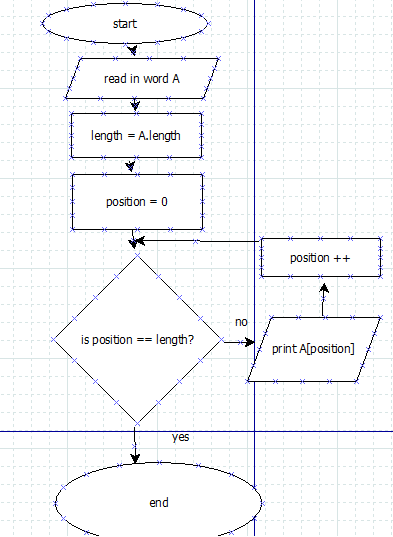 start
read in word A
length = A.length
position = 0
position ++
is position == length?
no
print A[position]
yes
end